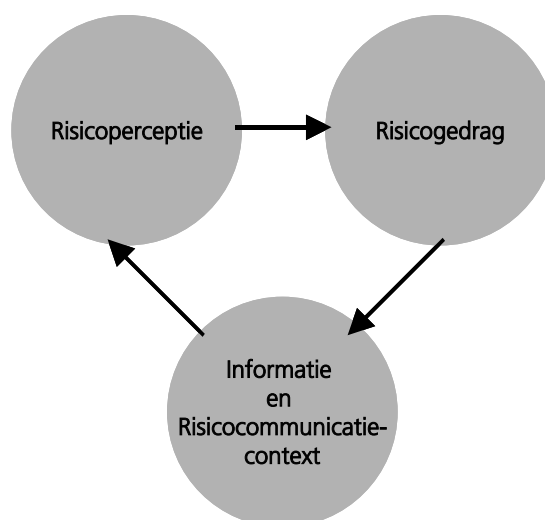 Risicoperceptie
Risicogedrag
Informatie
en
Risicocommunicatie-
context